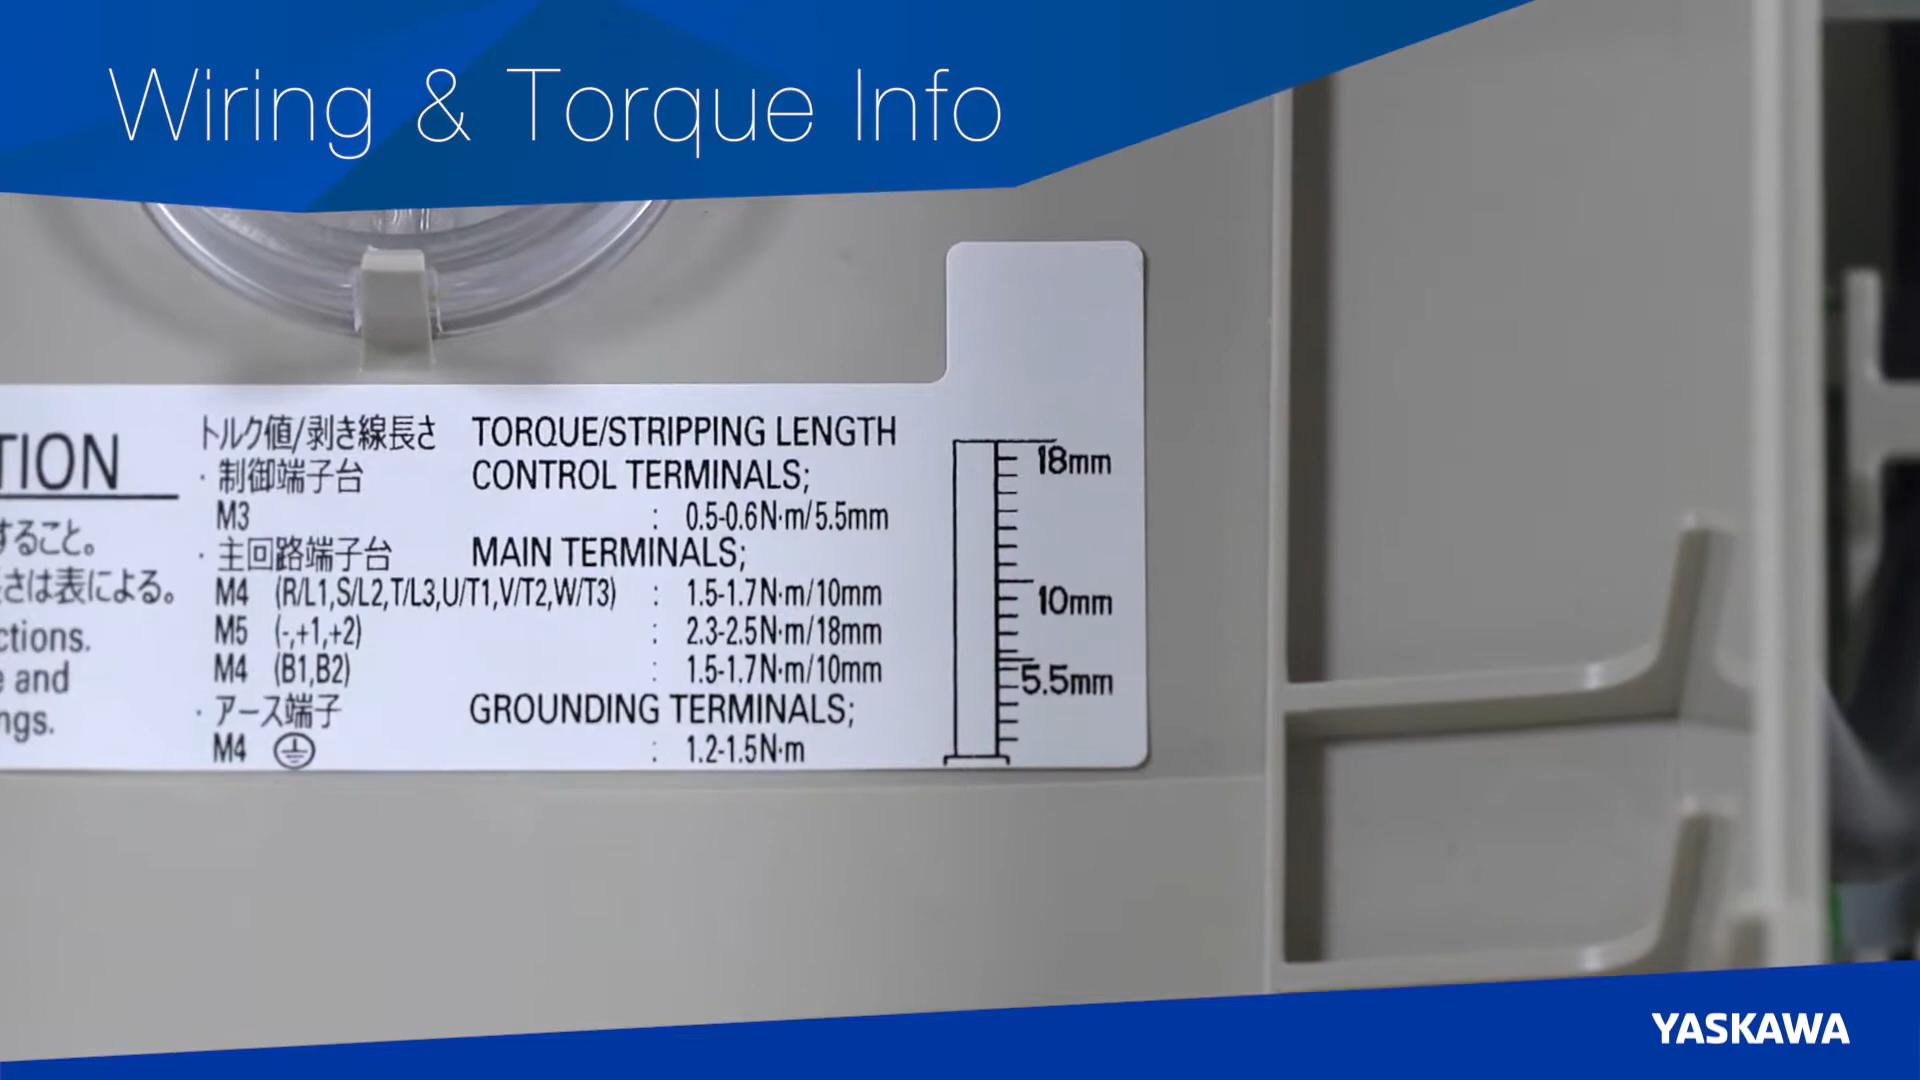 Wiring & Torque Info
TION
すること。
さは表による。
ctions.
e and
ngs.
トルク値/剥き線長さ TORQUE/STRIPPING LENGTH
・制御端子台 CONTROL TERMINALS;
M3 : 0.5-0.6N·m/5.5mm
・主回路端子台 MAIN TERMINALS;
M4 (R/L1,S/L2,T/L3,U/T1,V/T2,W/T3) : 1.5-1.7N·m/10mm
M5 (-,+1,+2) : 2.3-2.5N·m/18mm
M4 (B1,B2) : 1.5-1.7N·m/10mm
・アース端子 GROUNDING TERMINALS;
M4 : 1.2-1.5N·m
18mm
10mm
5.5mm
YASKAWA